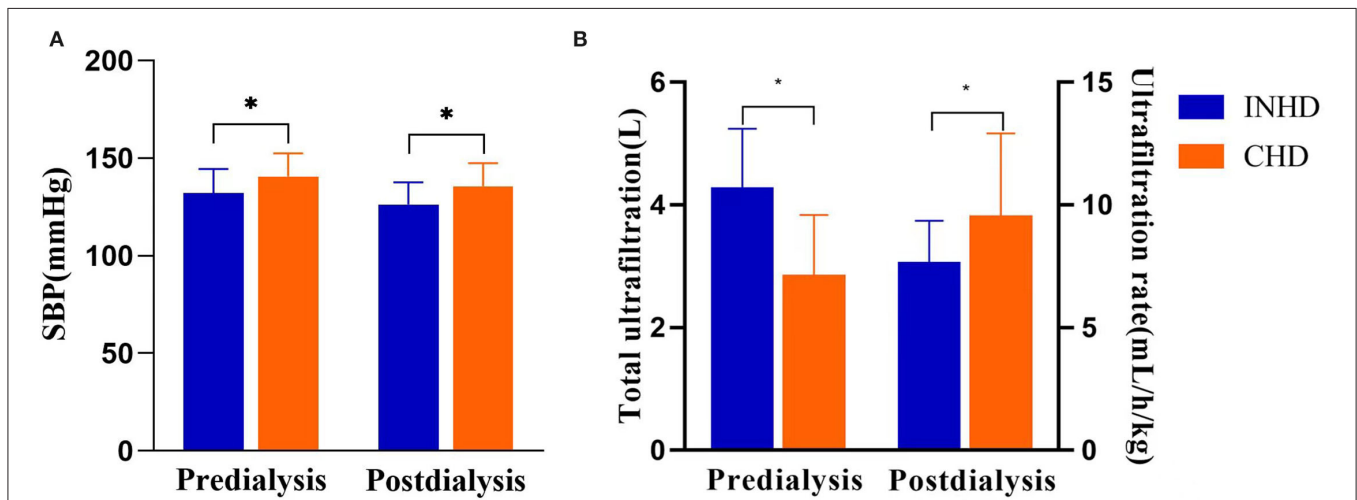 A
SBP(mmHg)
200
150
100
50
0
*
*
Predialysis
Postdialysis
B
Total ultrafiltration(L)
6
4
2
0
*
*
Predialysis
Postdialysis
15
10
5
0
Ultrafiltration rate(mL/h/kg)
INHD
CHD